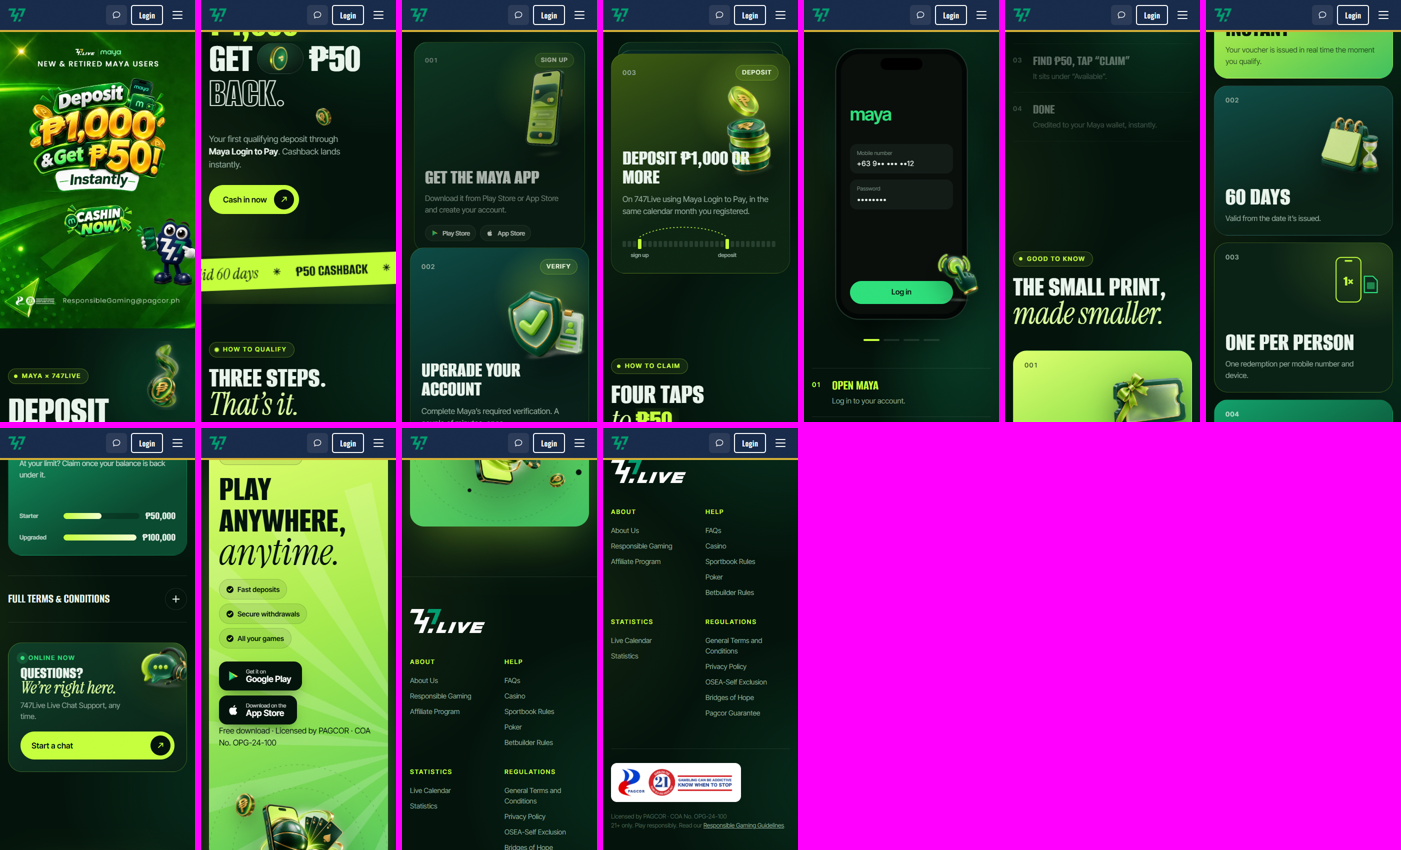 Login
747.LIVE | maya
NEW & RETIRED MAYA USERS
Deposit
₱1,000
& Get ₱50!
Instantly
CASHIN
NOW
ResponsibleGaming@pagcor.ph
MAYA × 747LIVE
DEPOSIT
Login
₱1,000
GET ₱50
BACK.
Your first qualifying deposit through
Maya Login to Pay. Cashback lands
instantly.
Cash in now
id 60 days * ₱50 CASHBACK *
HOW TO QUALIFY
THREE STEPS.
That's it.
Login
001
SIGN UP
GET THE MAYA APP
Download it from Play Store or App Store
and create your account.
Play Store
App Store
002
VERIFY
UPGRADE YOUR
ACCOUNT
Complete Maya's required verification. A
Login
003
DEPOSIT
DEPOSIT ₱1,000 OR
MORE
On 747Live using Maya Login to Pay, in the
same calendar month you registered.
sign up
deposit
HOW TO CLAIM
FOUR TAPS
to ₱50
Login
maya
Mobile number
+63 9•• ••• ••12
Password
••••••••
Log in
01 OPEN MAYA
Log in to your account.
Login
03 FIND ₱50, TAP “CLAIM”
It sits under “Available”.
04 DONE
Credited to your Maya wallet, instantly.
GOOD TO KNOW
THE SMALL PRINT,
made smaller.
001
Login
INSTANT
Your voucher is issued in real time the moment
you qualify.
002
60 DAYS
Valid from the date it's issued.
003
1×
ONE PER PERSON
One redemption per mobile number and
device.
004
Login
At your limit? Claim once your balance is back
under it.
Starter ₱50,000
Upgraded ₱100,000
FULL TERMS & CONDITIONS
ONLINE NOW
QUESTIONS?
We're right here.
747Live Live Chat Support, any
time.
Start a chat
Login
PLAY
ANYWHERE,
anytime.
Fast deposits
Secure withdrawals
All your games
Get it on
Google Play
Download on the
App Store
Free download · Licensed by PAGCOR · COA
No. OPG-24-100
Login
747.LIVE
ABOUT
About Us
Responsible Gaming
Affiliate Program
HELP
FAQs
Casino
Sportbook Rules
Poker
Betbuilder Rules
STATISTICS
Live Calendar
Statistics
REGULATIONS
General Terms and
Conditions
Privacy Policy
OSEA-Self Exclusion
Bridges of Hope
Login
747.LIVE
ABOUT
About Us
Responsible Gaming
Affiliate Program
HELP
FAQs
Casino
Sportbook Rules
Poker
Betbuilder Rules
STATISTICS
Live Calendar
Statistics
REGULATIONS
General Terms and
Conditions
Privacy Policy
OSEA-Self Exclusion
Bridges of Hope
Pagcor Guarantee
PAGCOR
21
GAMBLING CAN BE ADDICTIVE
KNOW WHEN TO STOP
Licensed by PAGCOR · COA No. OPG-24-100
21+ only. Play responsibly. Read our Responsible Gaming Guidelines.